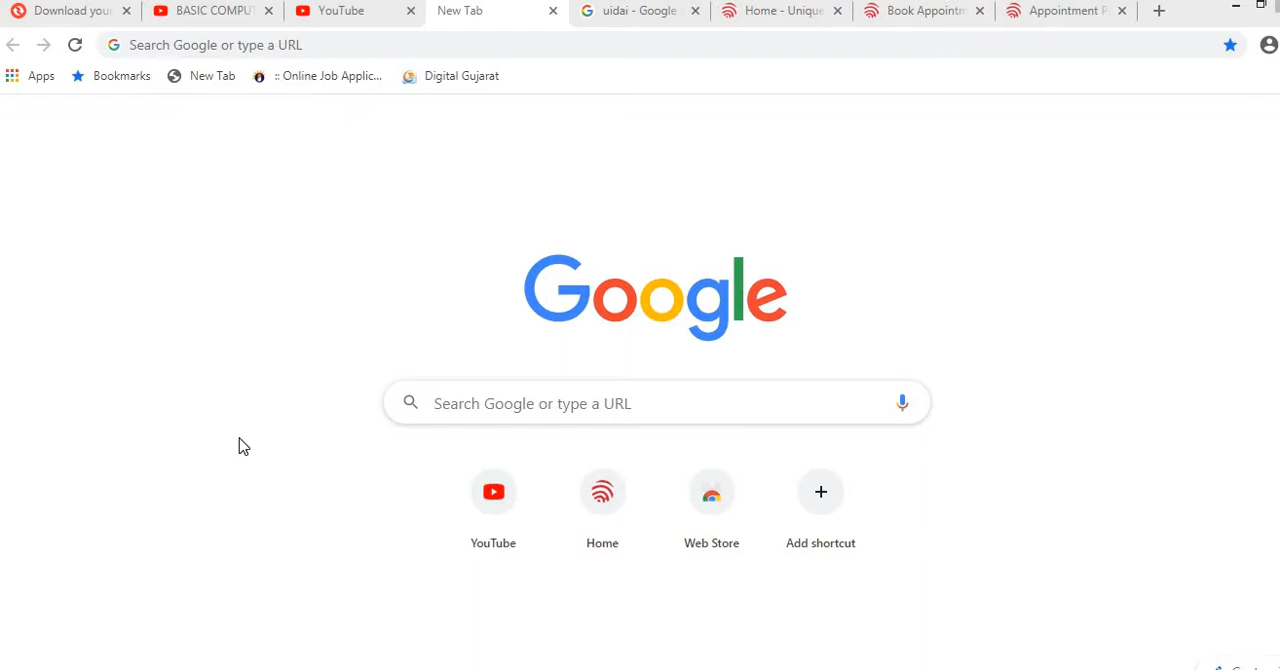 Download your BASIC COMPUT YouTube New Tab uidai - Google Home - Unique Book Appointm Appointment P
Search Google or type a URL
Apps Bookmarks New Tab :: Online Job Applic... Digital Gujarat
Google
Search Google or type a URL
YouTube Home Web Store Add shortcut